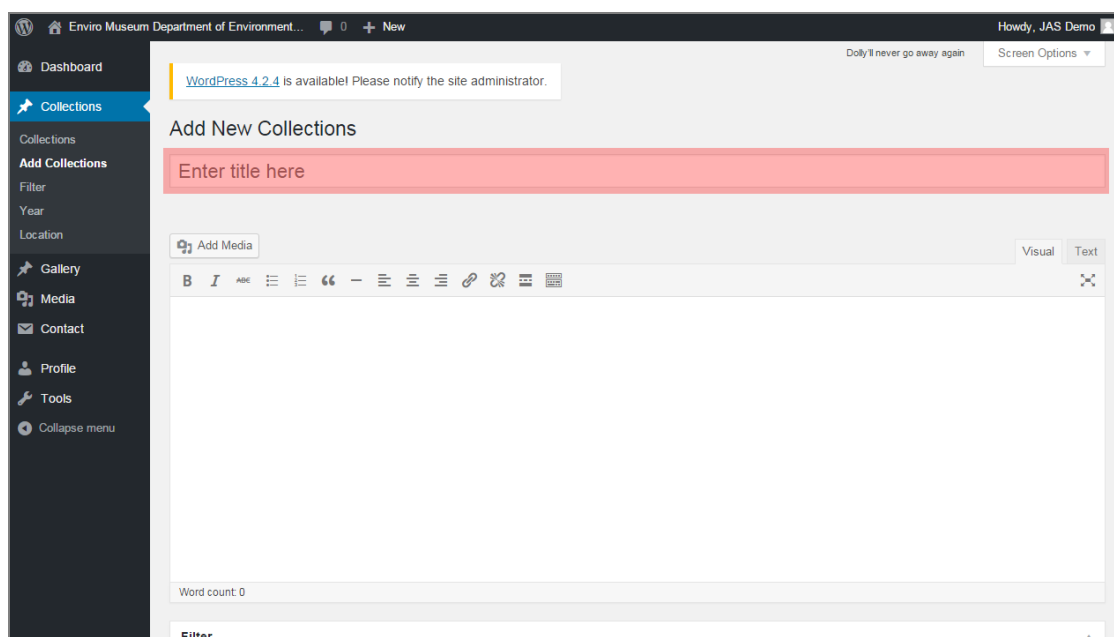 Enviro Museum Department of Environment... 0 + New Howdy, JAS Demo
Dashboard
Collections
Collections
Add Collections
Filter
Year
Location
Gallery
Media
Contact
Profile
Tools
Collapse menu
Dolly'll never go away again Screen Options
WordPress 4.2.4 is available! Please notify the site administrator.
Add New Collections
Enter title here
Add Media
Visual Text
B I ABC
Word count: 0
Filter